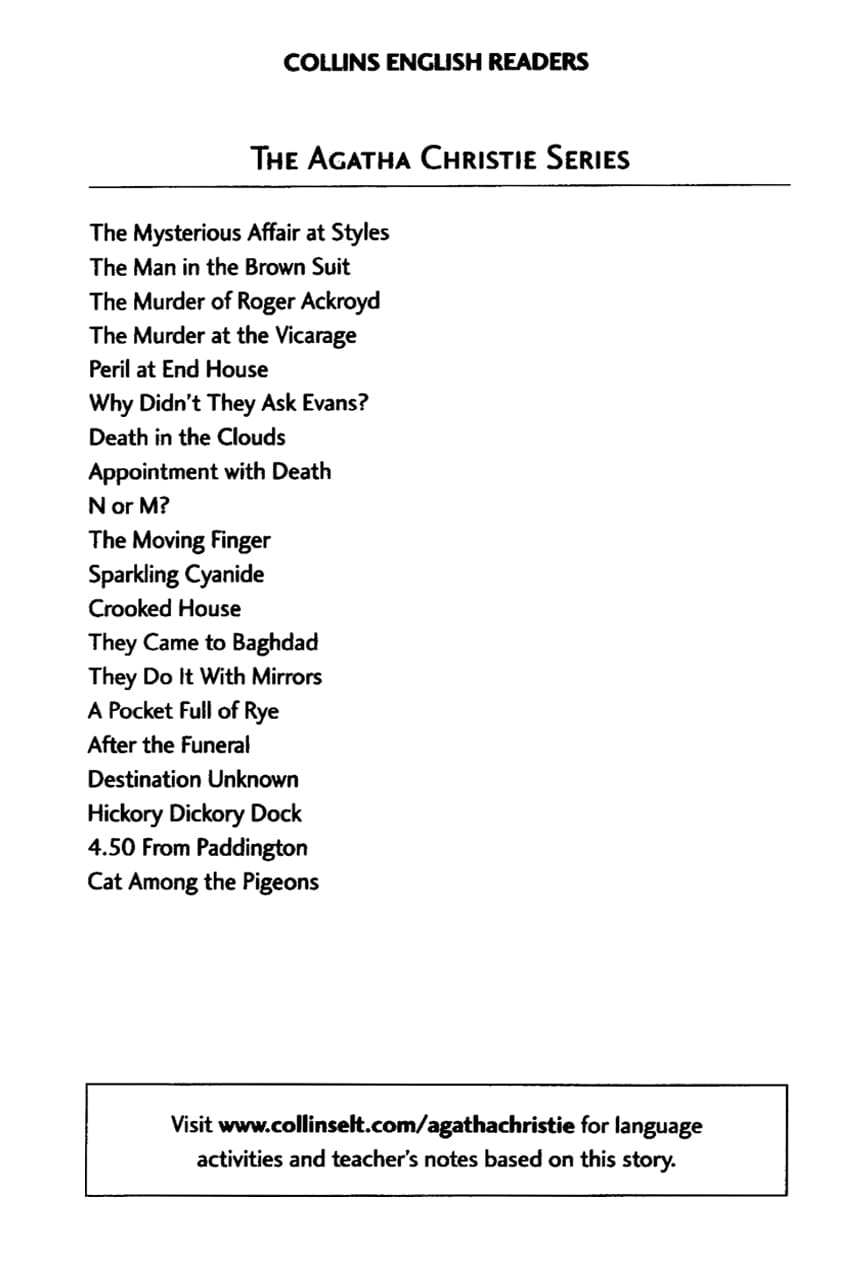 COLLINS ENGLISH READERS
THE AGATHA CHRISTIE SERIES
The Mysterious Affair at Styles
The Man in the Brown Suit
The Murder of Roger Ackroyd
The Murder at the Vicarage
Peril at End House
Why Didn't They Ask Evans?
Death in the Clouds
Appointment with Death
N or M?
The Moving Finger
Sparkling Cyanide
Crooked House
They Came to Baghdad
They Do It With Mirrors
A Pocket Full of Rye
After the Funeral
Destination Unknown
Hickory Dickory Dock
4.50 From Paddington
Cat Among the Pigeons
Visit www.collinselt.com/agathachristie for language
activities and teacher's notes based on this story.